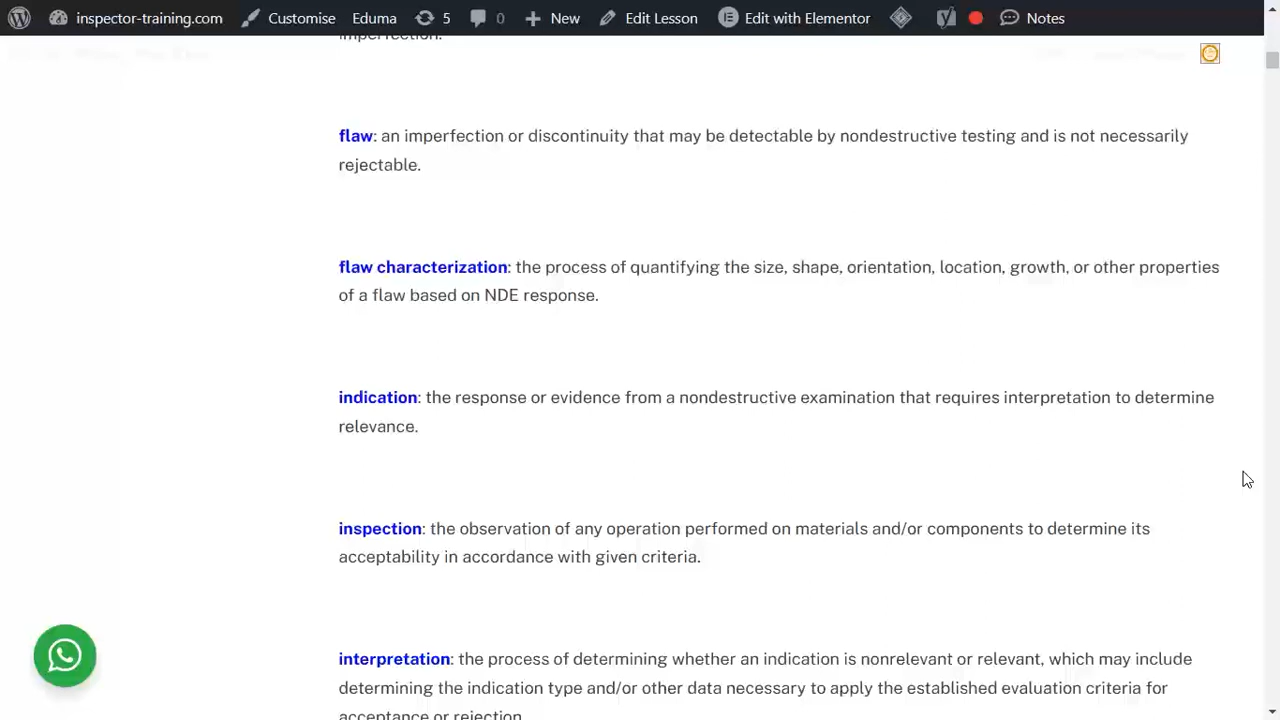 inspector-training.com Customise Eduma 5 0 New Edit Lesson Edit with Elementor Notes
imperfection.
flaw: an imperfection or discontinuity that may be detectable by nondestructive testing and is not necessarily
rejectable.
flaw characterization: the process of quantifying the size, shape, orientation, location, growth, or other properties
of a flaw based on NDE response.
indication: the response or evidence from a nondestructive examination that requires interpretation to determine
relevance.
inspection: the observation of any operation performed on materials and/or components to determine its
acceptability in accordance with given criteria.
interpretation: the process of determining whether an indication is nonrelevant or relevant, which may include
determining the indication type and/or other data necessary to apply the established evaluation criteria for
acceptance or rejection.